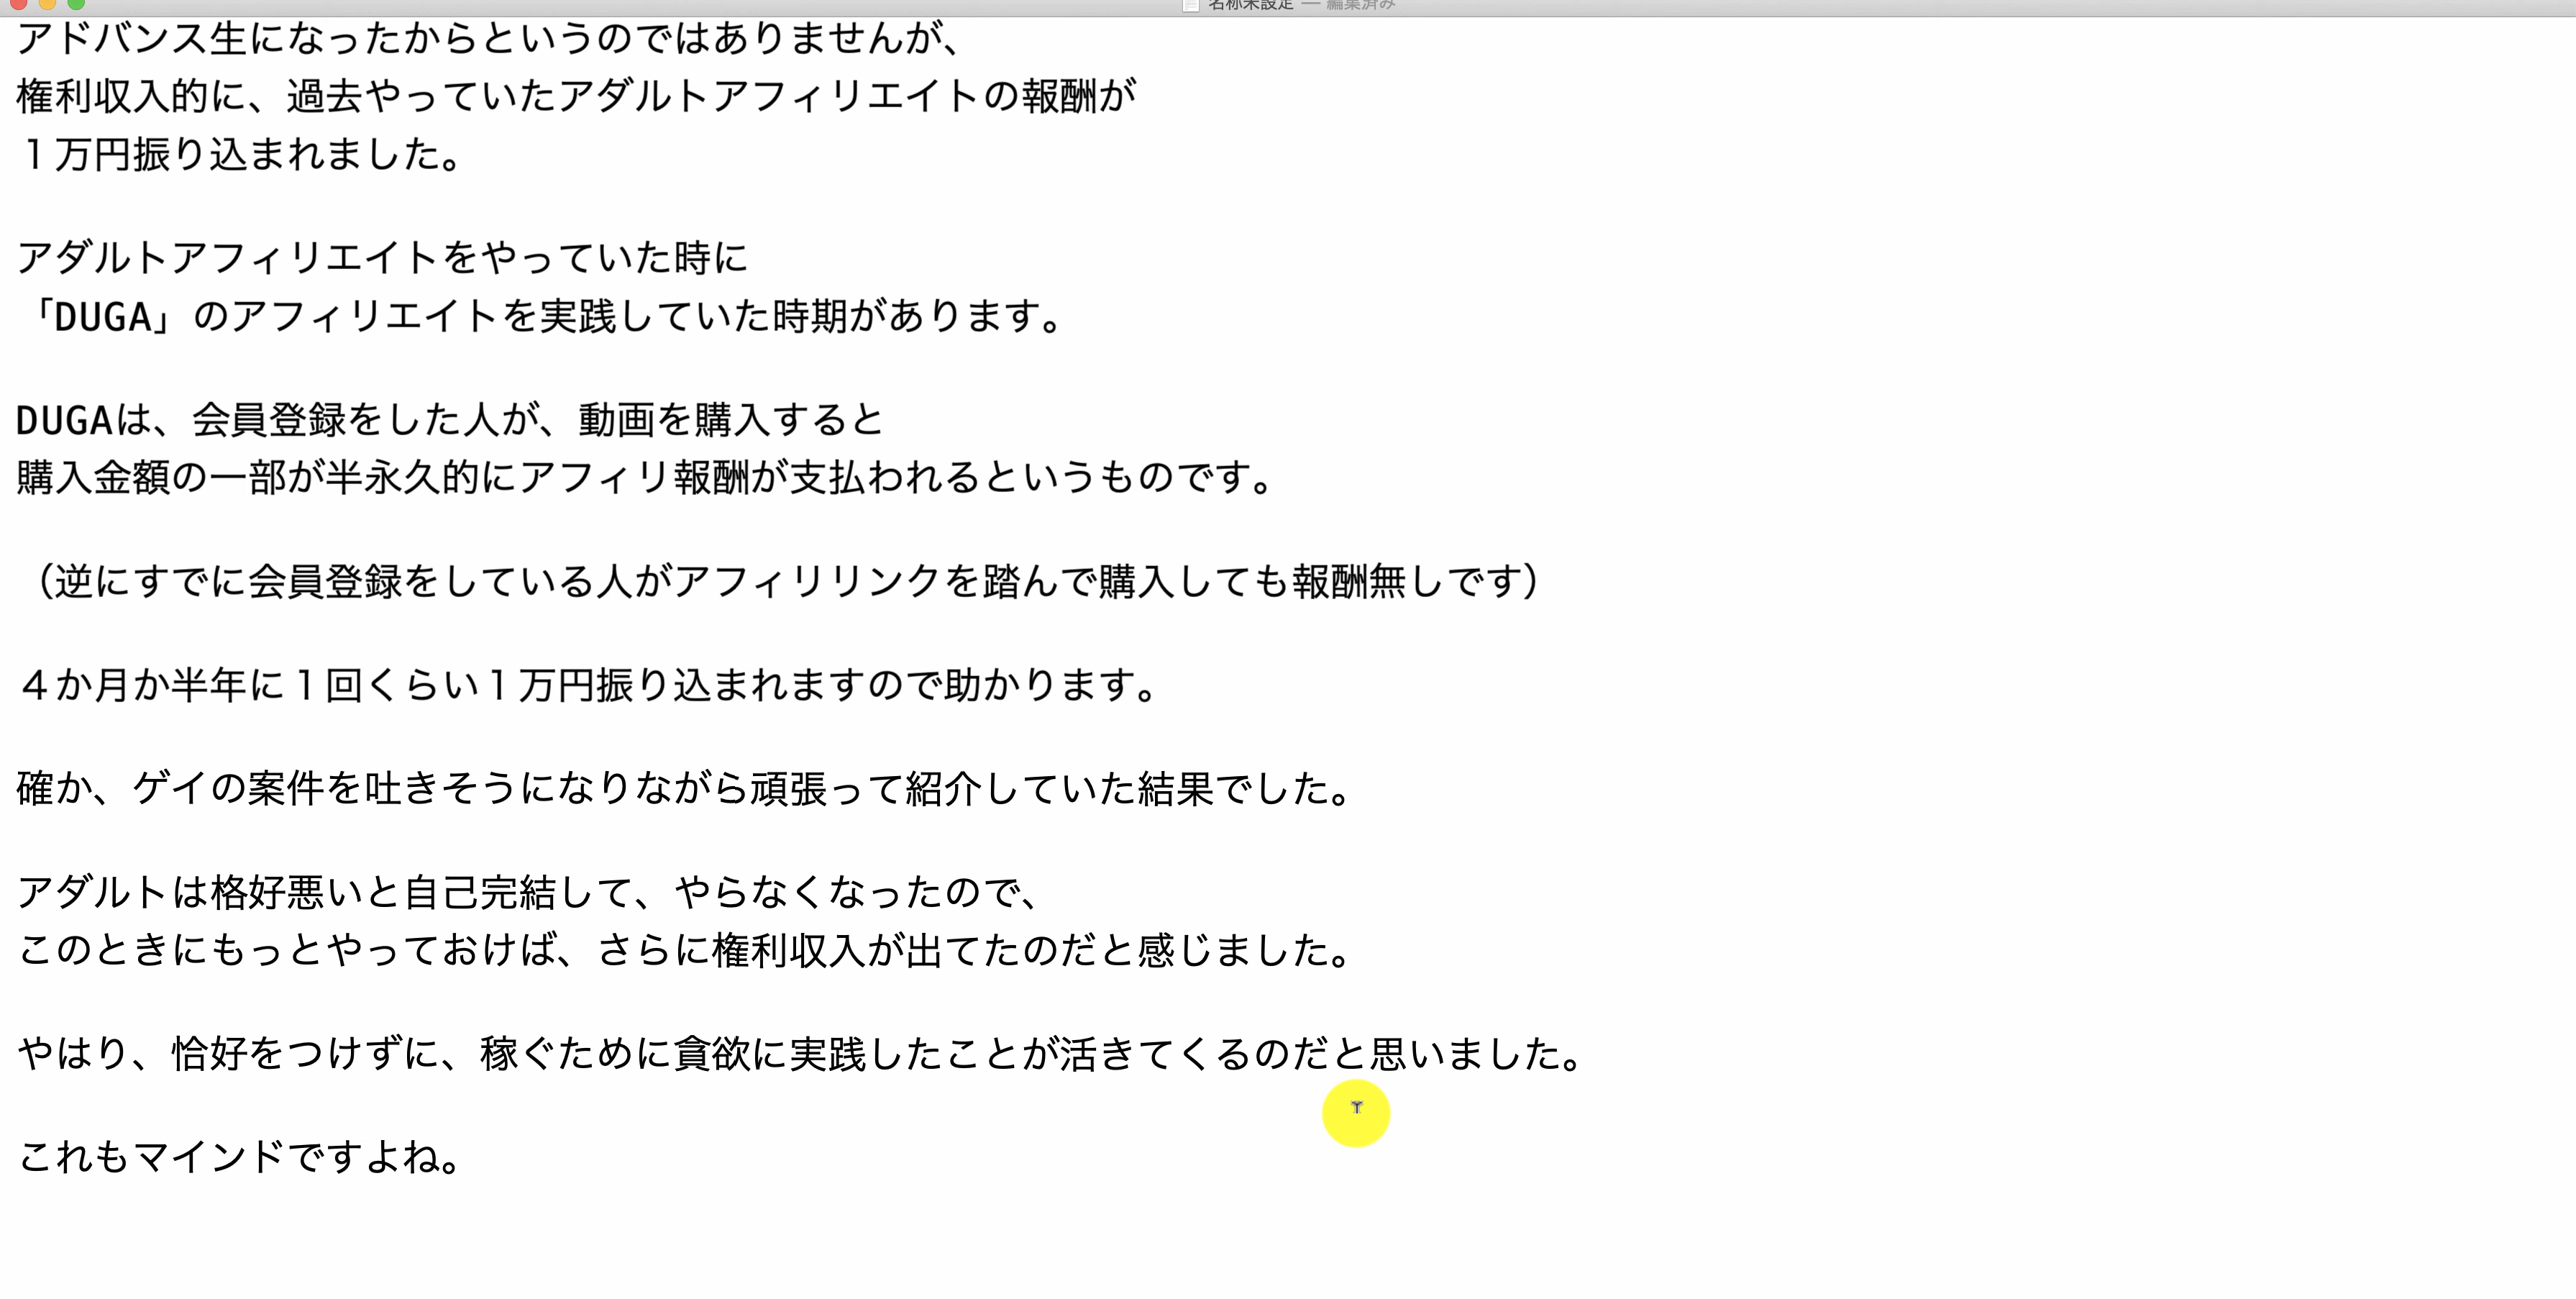 名称未設定 — 編集済み
アドバンス生になったからというのではありませんが、
権利収入的に、過去やっていたアダルトアフィリエイトの報酬が
１万円振り込まれました。
アダルトアフィリエイトをやっていた時に
「DUGA」のアフィリエイトを実践していた時期があります。
DUGAは、会員登録をした人が、動画を購入すると
購入金額の一部が半永久的にアフィリ報酬が支払われるというものです。
（逆にすでに会員登録をしている人がアフィリリンクを踏んで購入しても報酬無しです）
４か月か半年に１回くらい１万円振り込まれますので助かります。
確か、ゲイの案件を吐きそうになりながら頑張って紹介していた結果でした。
アダルトは格好悪いと自己完結して、やらなくなったので、
このときにもっとやっておけば、さらに権利収入が出てたのだと感じました。
やはり、恰好をつけずに、稼ぐために貪欲に実践したことが活きてくるのだと思いました。
これもマインドですよね。